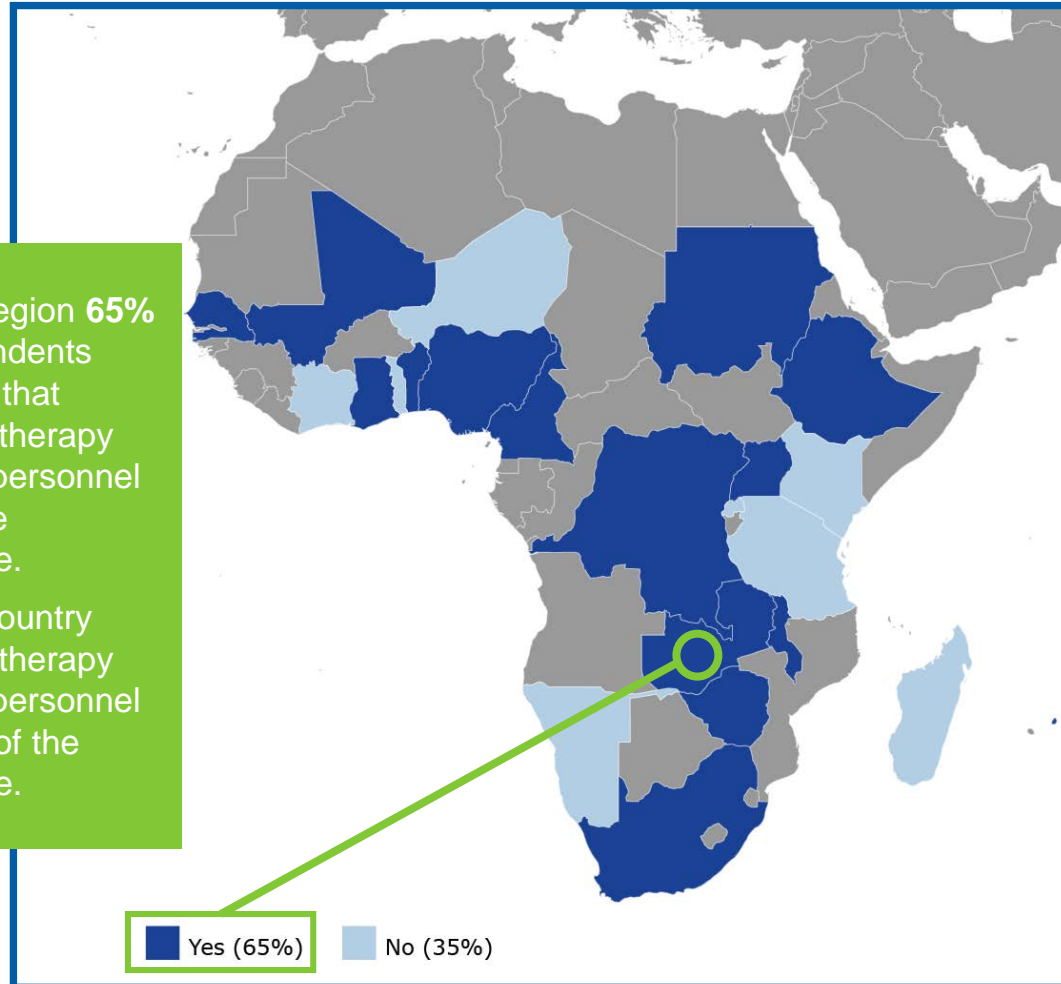 egion 65%
ndents
that
therapy
personnel
e
e.
ountry
therapy
personnel
of the
e.
Yes (65%)
No (35%)